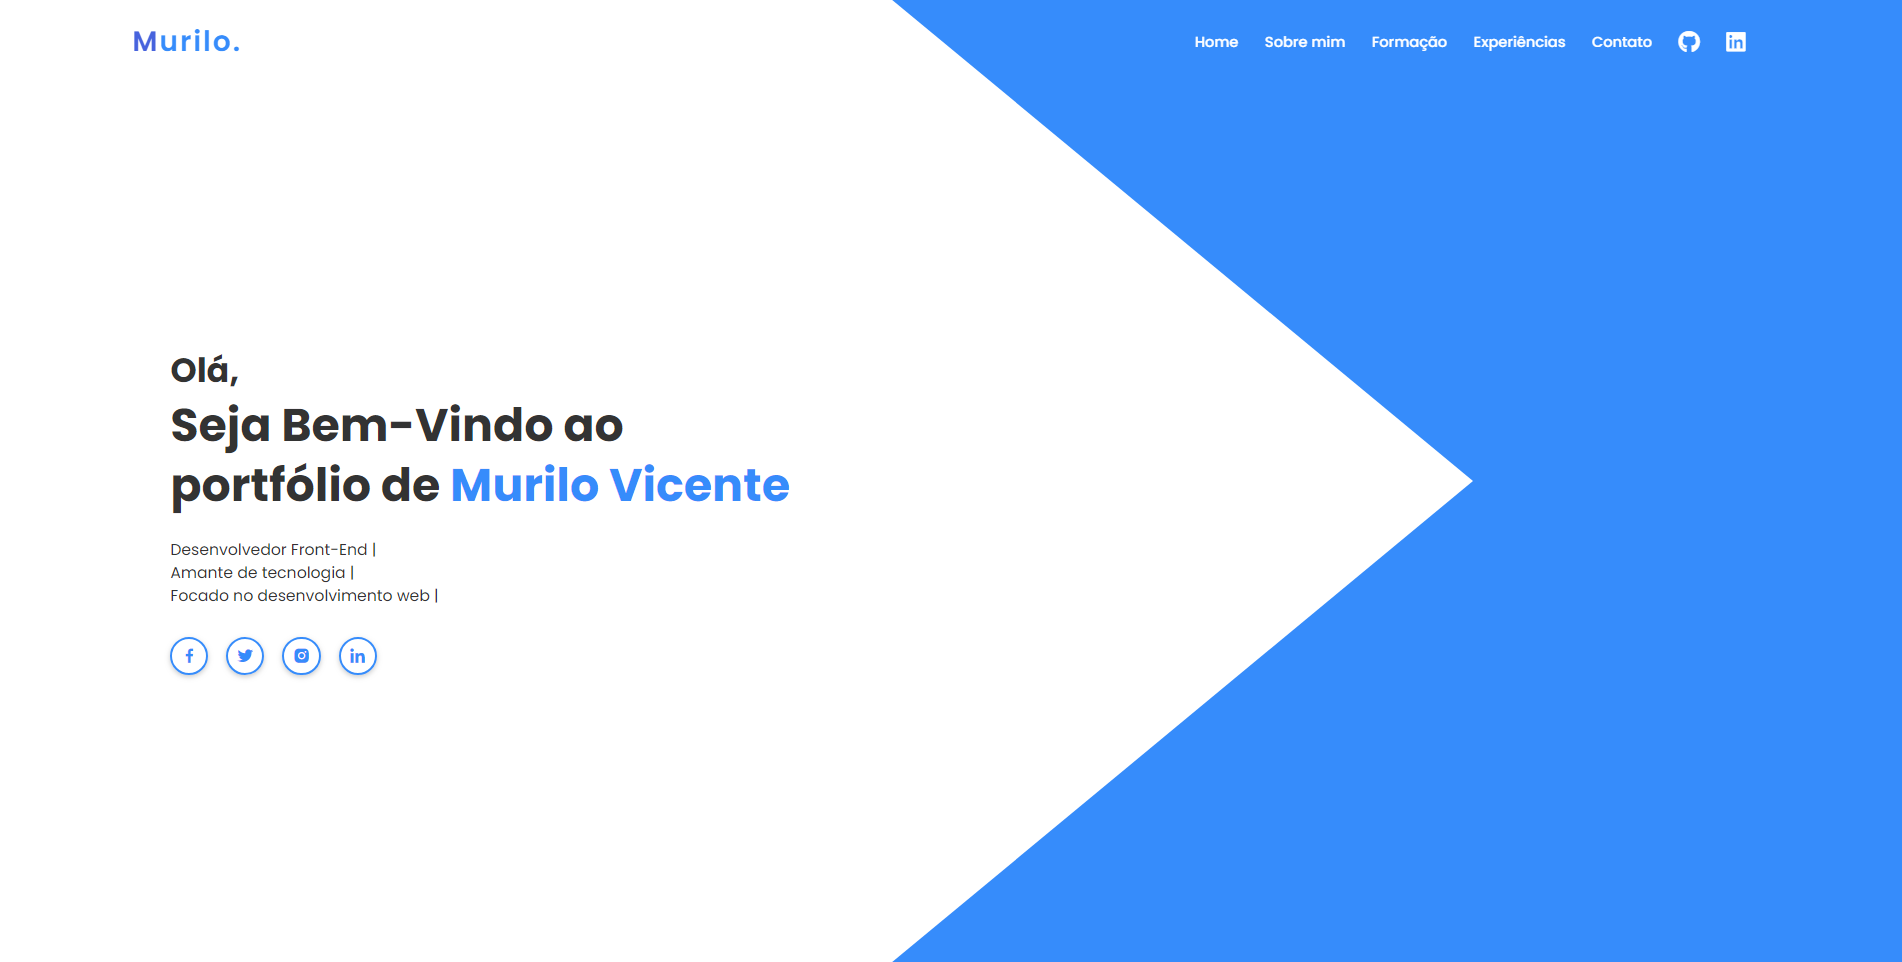 Murilo.
Home Sobre mim Formação Experiências Contato
Olá,
Seja Bem-Vindo ao
portfólio de Murilo Vicente
Desenvolvedor Front-End |
Amante de tecnologia |
Focado no desenvolvimento web |